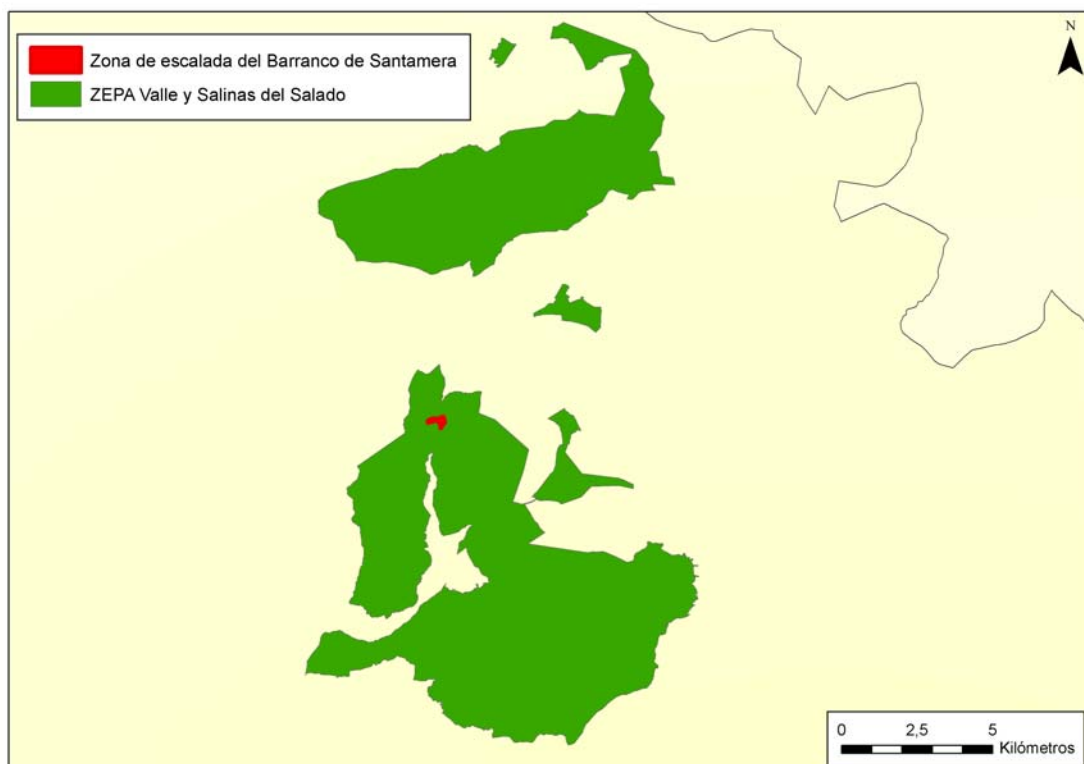 Zona de escalada del Barranco de Santamera
ZEPA Valle y Salinas del Salado
N
0 2,5 5
Kilómetros